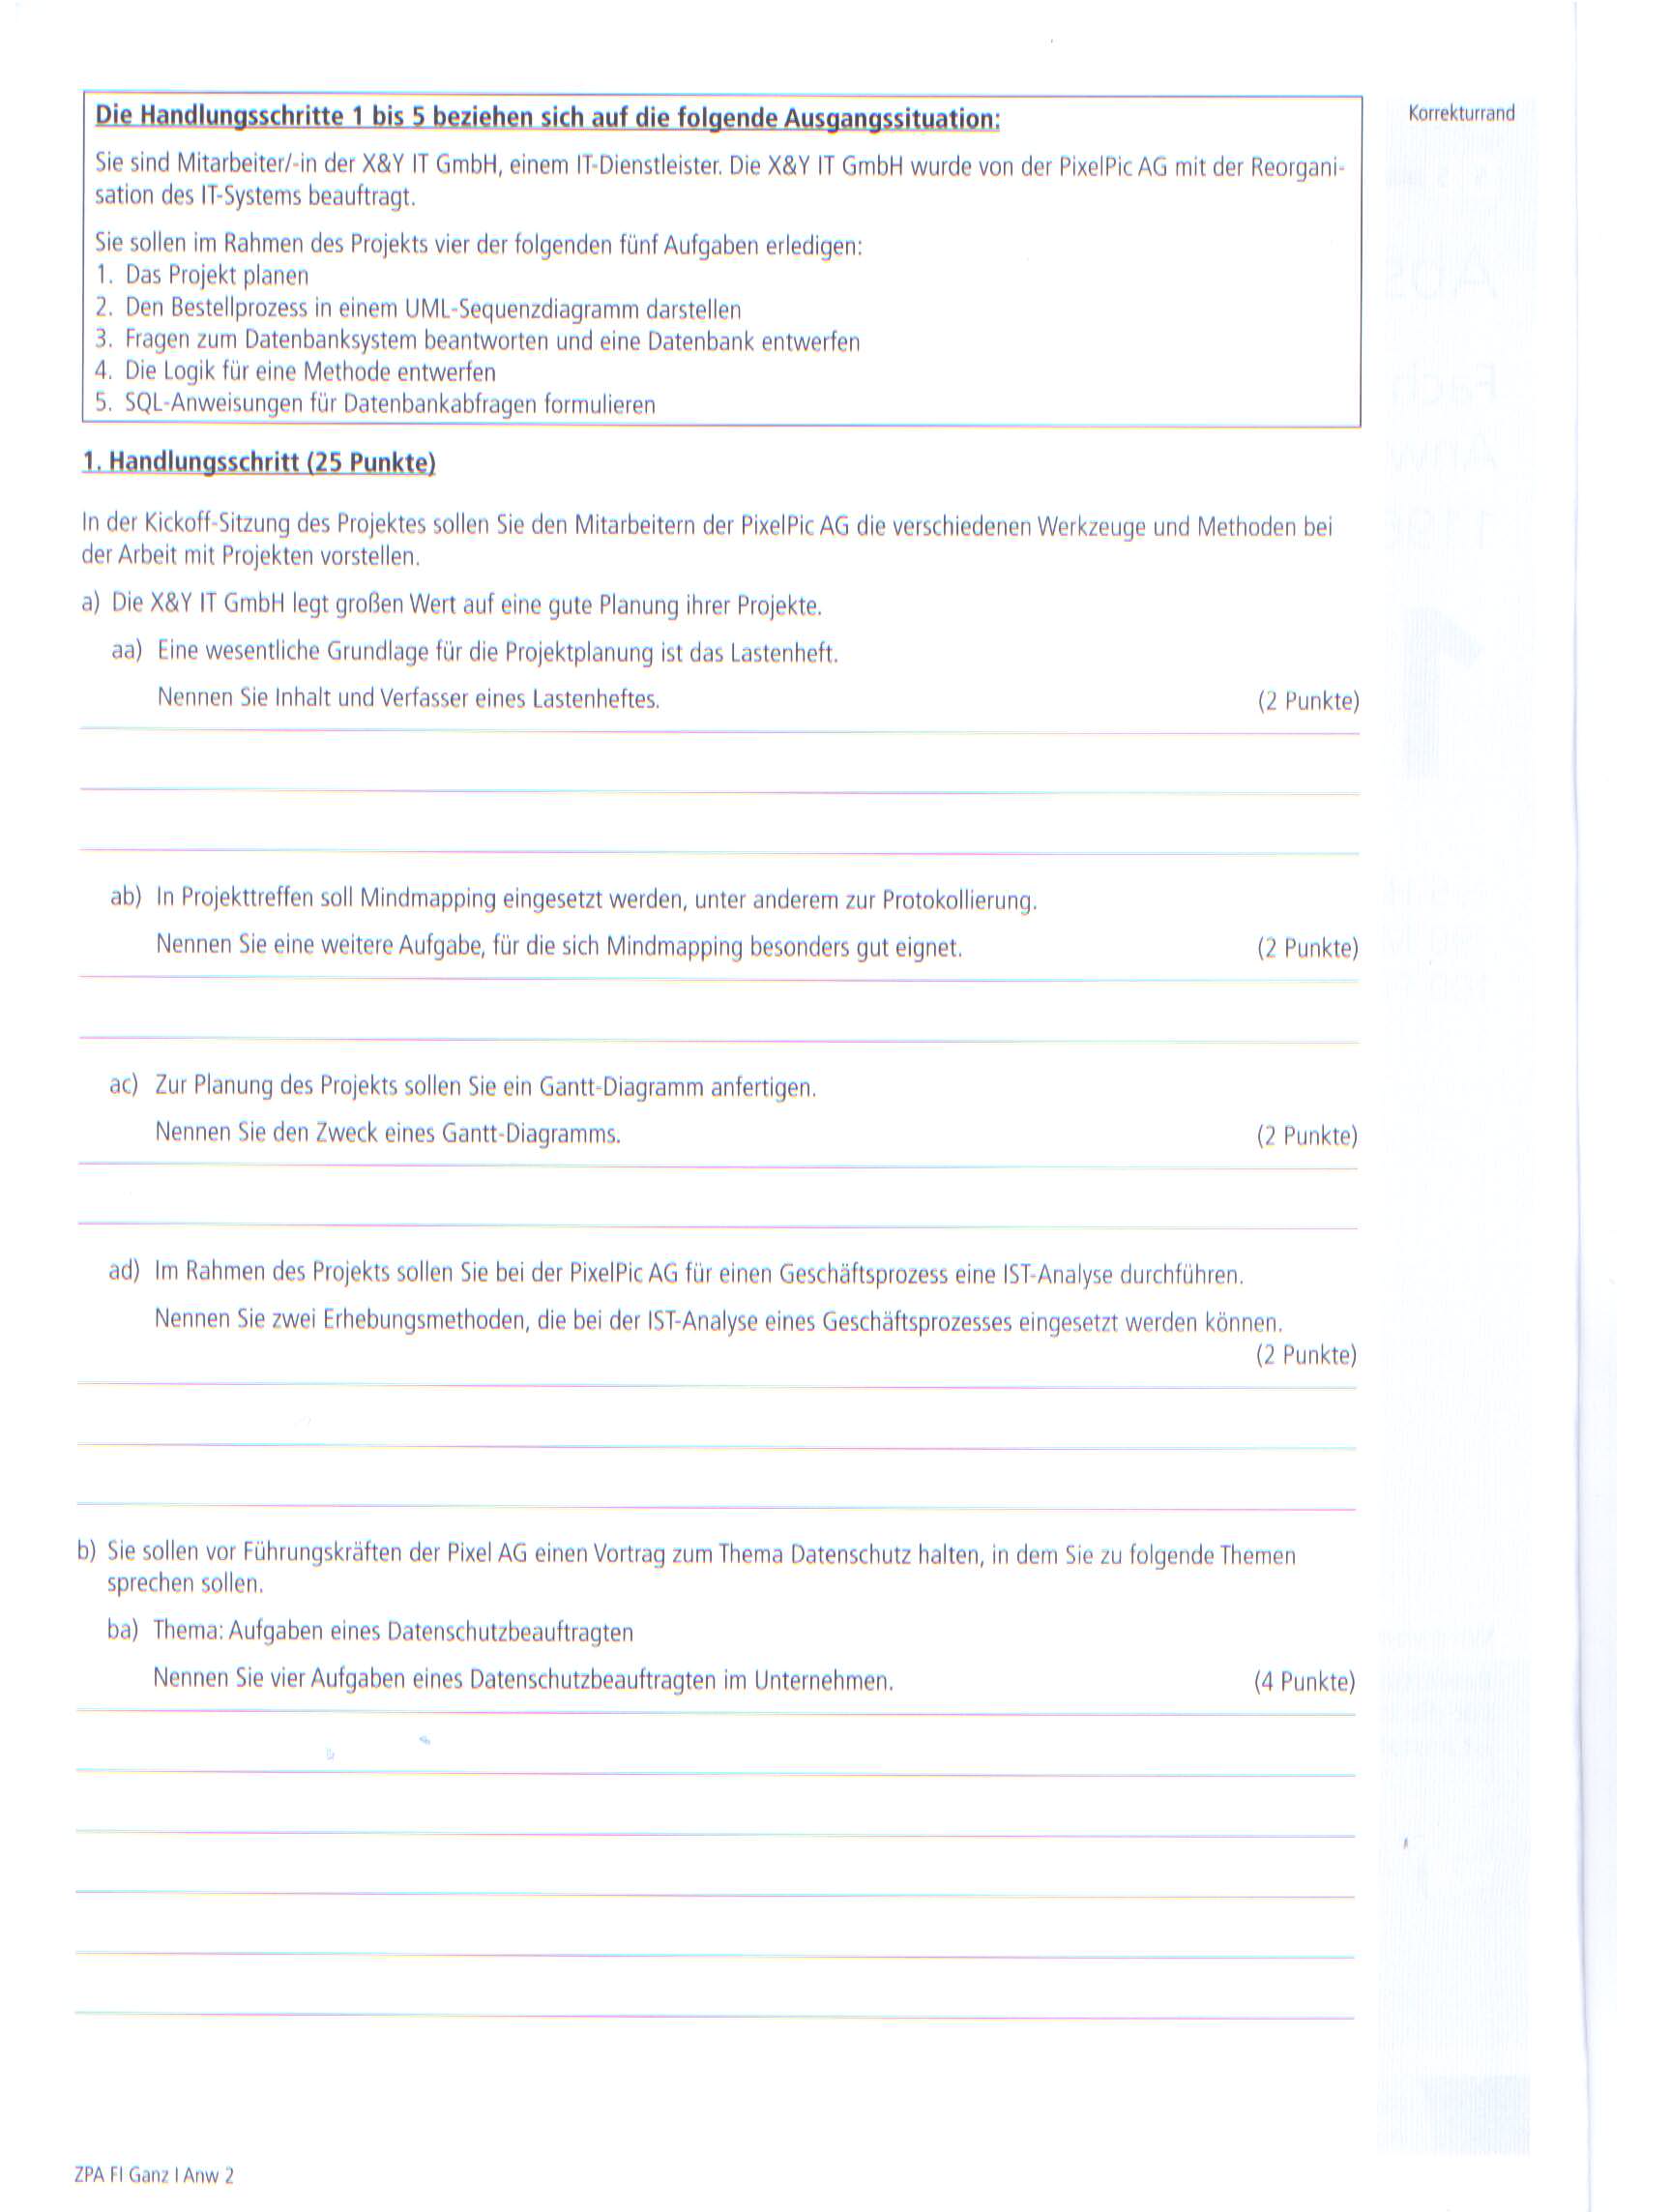 Korrekturrand
Die Handlungsschritte 1 bis 5 beziehen sich auf die folgende Ausgangssituation:
Sie sind Mitarbeiter/-in der X&Y IT GmbH, einem IT-Dienstleister. Die X&Y IT GmbH wurde von der PixelPic AG mit der Reorgani-
sation des IT-Systems beauftragt.
Sie sollen im Rahmen des Projekts vier der folgenden fünf Aufgaben erledigen:
1. Das Projekt planen
2. Den Bestellprozess in einem UML-Sequenzdiagramm darstellen
3. Fragen zum Datenbanksystem beantworten und eine Datenbank entwerfen
4. Die Logik für eine Methode entwerfen
5. SQL-Anweisungen für Datenbankabfragen formulieren
1. Handlungsschritt (25 Punkte)
In der Kickoff-Sitzung des Projektes sollen Sie den Mitarbeitern der PixelPic AG die verschiedenen Werkzeuge und Methoden bei
der Arbeit mit Projekten vorstellen.
a) Die X&Y IT GmbH legt großen Wert auf eine gute Planung ihrer Projekte.
aa) Eine wesentliche Grundlage für die Projektplanung ist das Lastenheft.
Nennen Sie Inhalt und Verfasser eines Lastenheftes. (2 Punkte)
ab) In Projekttreffen soll Mindmapping eingesetzt werden, unter anderem zur Protokollierung.
Nennen Sie eine weitere Aufgabe, für die sich Mindmapping besonders gut eignet. (2 Punkte)
ac) Zur Planung des Projekts sollen Sie ein Gantt-Diagramm anfertigen.
Nennen Sie den Zweck eines Gantt-Diagramms. (2 Punkte)
ad) Im Rahmen des Projekts sollen Sie bei der PixelPic AG für einen Geschäftsprozess eine IST-Analyse durchführen.
Nennen Sie zwei Erhebungsmethoden, die bei der IST-Analyse eines Geschäftsprozesses eingesetzt werden können.
(2 Punkte)
b) Sie sollen vor Führungskräften der Pixel AG einen Vortrag zum Thema Datenschutz halten, in dem Sie zu folgende Themen
sprechen sollen.
ba) Thema: Aufgaben eines Datenschutzbeauftragten
Nennen Sie vier Aufgaben eines Datenschutzbeauftragten im Unternehmen. (4 Punkte)
ZPA FI Ganz I Anw 2